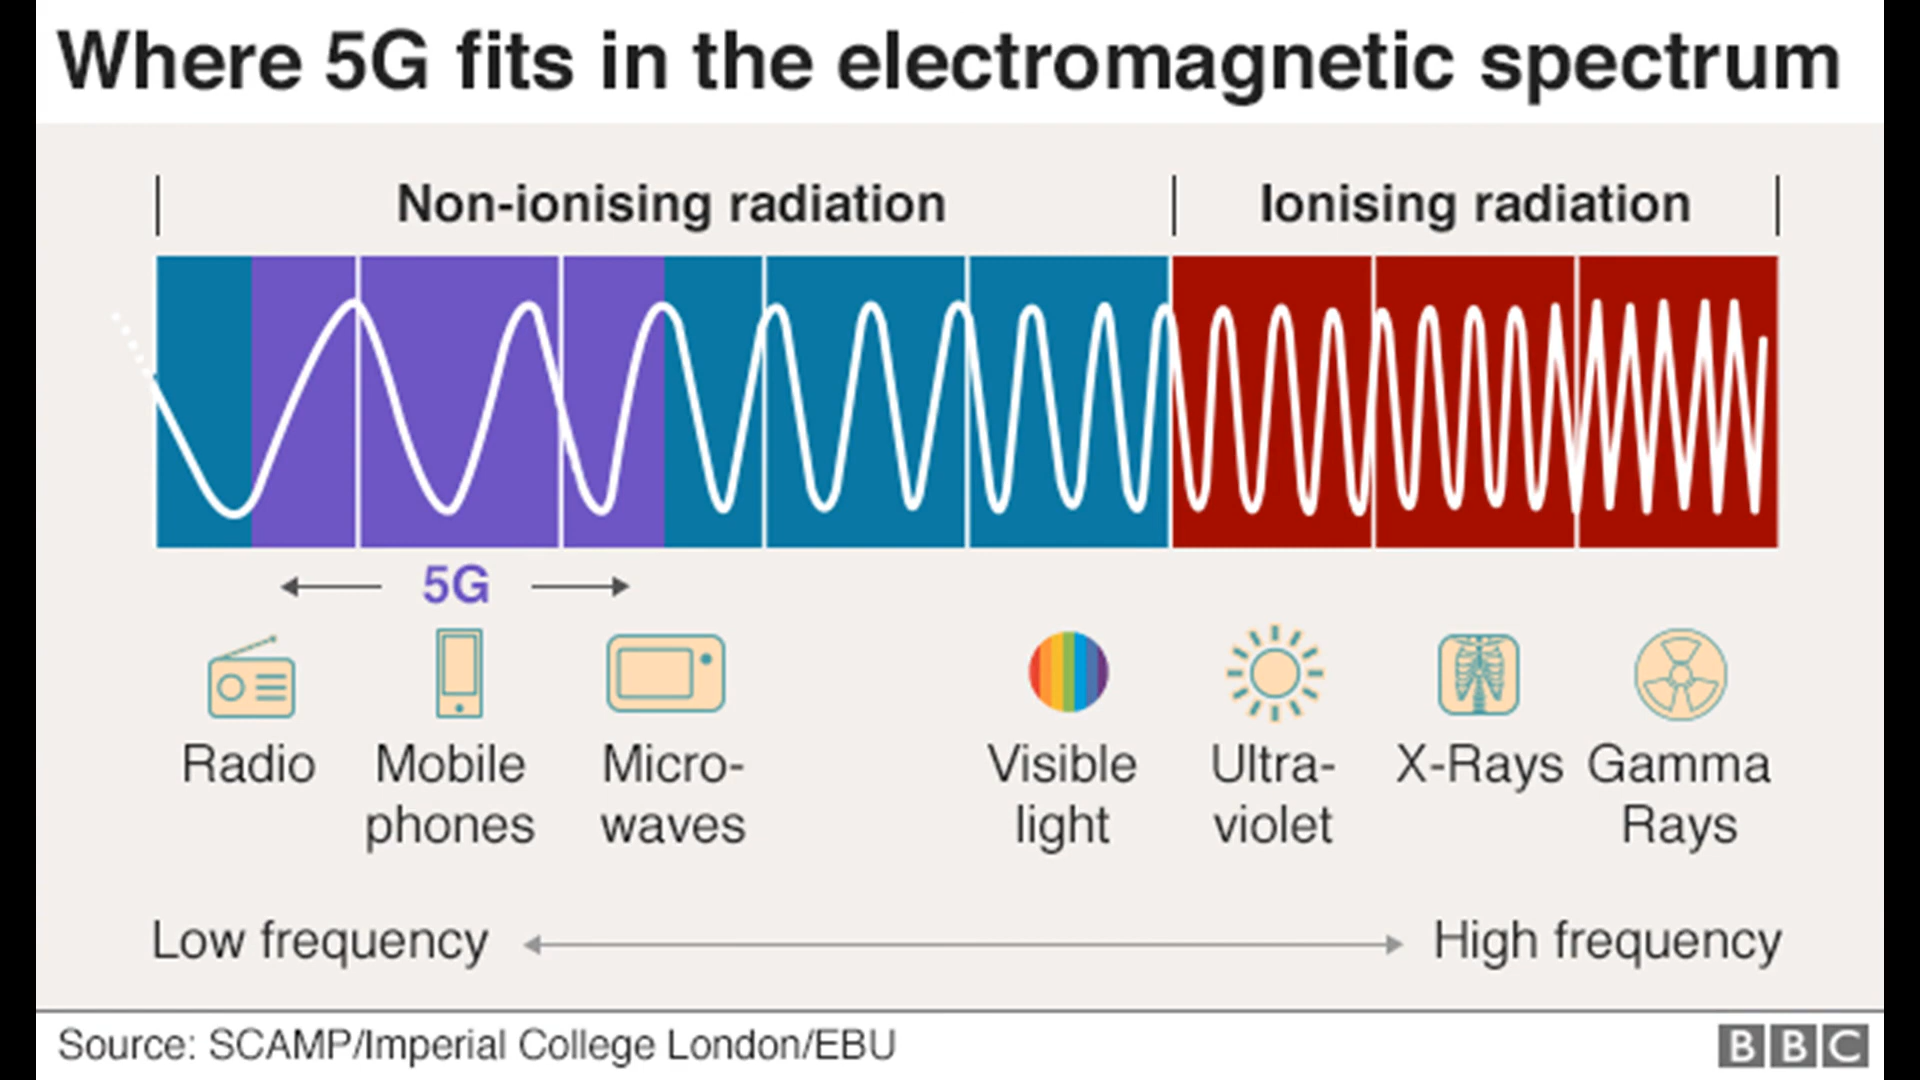 Where 5G fits in the electromagnetic spectrum
Non-ionising radiation
Ionising radiation
5G
Radio
Mobile
phones
Micro-
waves
Visible
light
Ultra-
violet
X-Rays
Gamma
Rays
Low frequency
High frequency
Source: SCAMP/Imperial College London/EBU
BBC